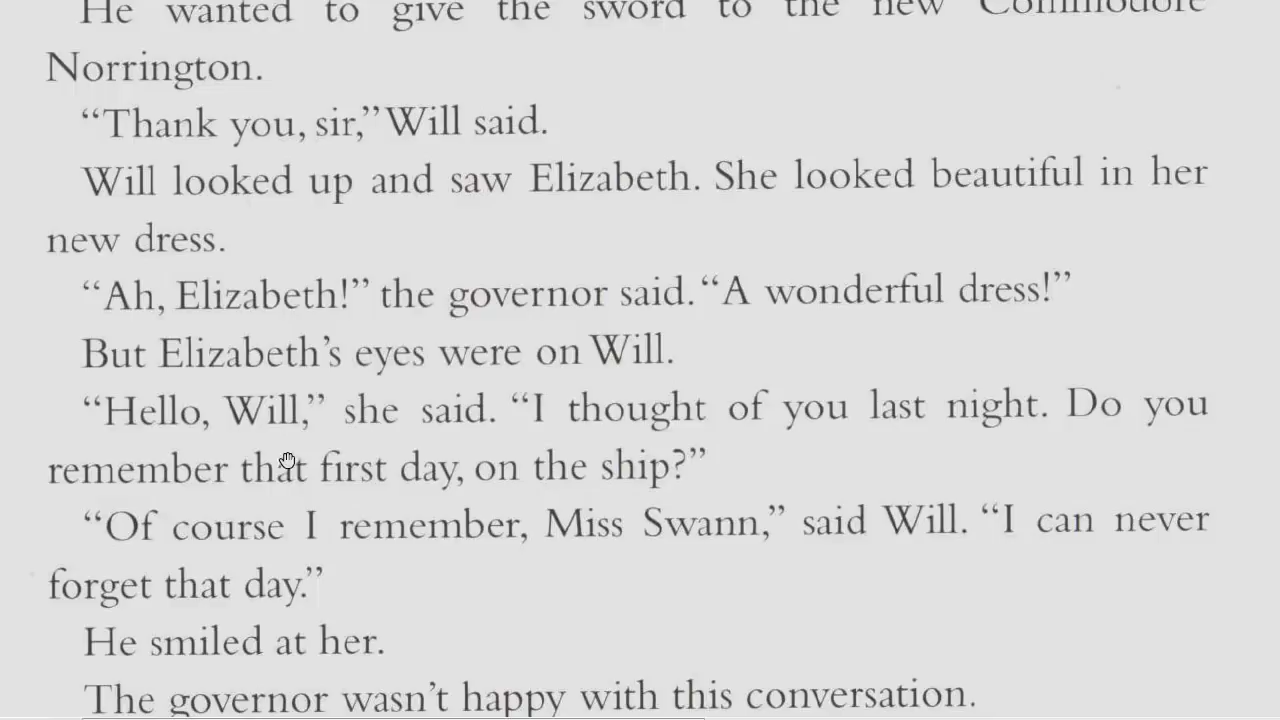 He wanted to give the sword to the new Commodore
Norrington.
“Thank you, sir,” Will said.
Will looked up and saw Elizabeth. She looked beautiful in her
new dress.
“Ah, Elizabeth!” the governor said. “A wonderful dress!”
But Elizabeth’s eyes were on Will.
“Hello, Will,” she said. “I thought of you last night. Do you
remember that first day, on the ship?”
“Of course I remember, Miss Swann,” said Will. “I can never
forget that day.”
He smiled at her.
The governor wasn’t happy with this conversation.